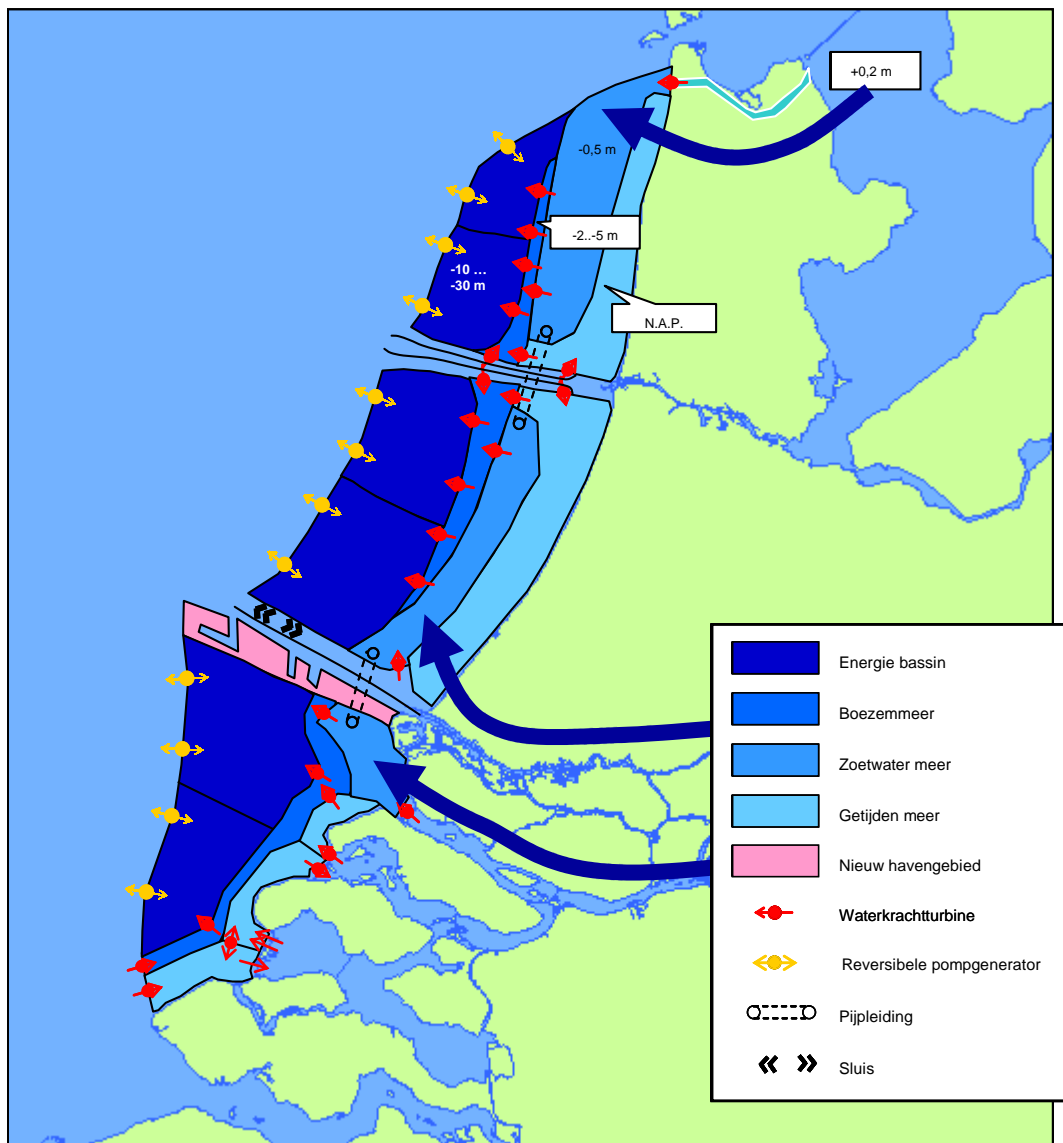 +0,2 m
-0,5 m
-2..-5 m
-10 ...
-30 m
N.A.P.
Energie bassin
Boezemmeer
Zoetwater meer
Getijden meer
Nieuw havengebied
Waterkrachtturbine
Reversibele pompgenerator
Pijpleiding
Sluis